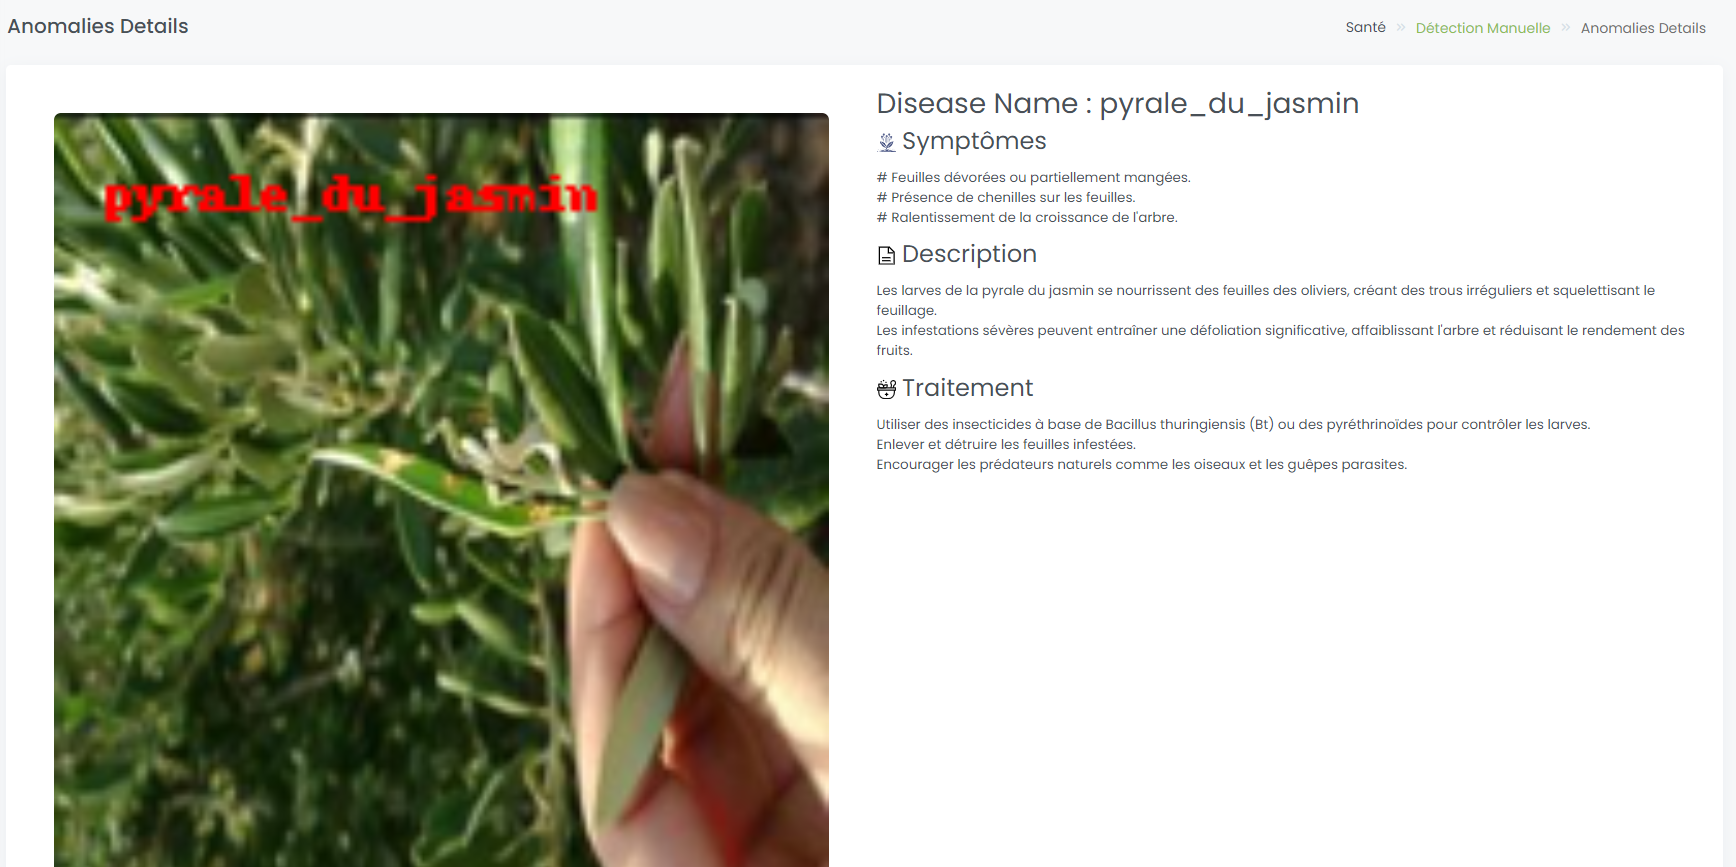 Anomalies Details
Santé » Détection Manuelle » Anomalies Details
pyrale_du_jasmin
Disease Name : pyrale_du_jasmin
Symptômes
# Feuilles dévorées ou partiellement mangées.
# Présence de chenilles sur les feuilles.
# Ralentissement de la croissance de l'arbre.
Description
Les larves de la pyrale du jasmin se nourrissent des feuilles des oliviers, créant des trous irréguliers et squelettisant le
feuillage.
Les infestations sévères peuvent entraîner une défoliation significative, affaiblissant l'arbre et réduisant le rendement des
fruits.
Traitement
Utiliser des insecticides à base de Bacillus thuringiensis (Bt) ou des pyréthrinoïdes pour contrôler les larves.
Enlever et détruire les feuilles infestées.
Encourager les prédateurs naturels comme les oiseaux et les guêpes parasites.